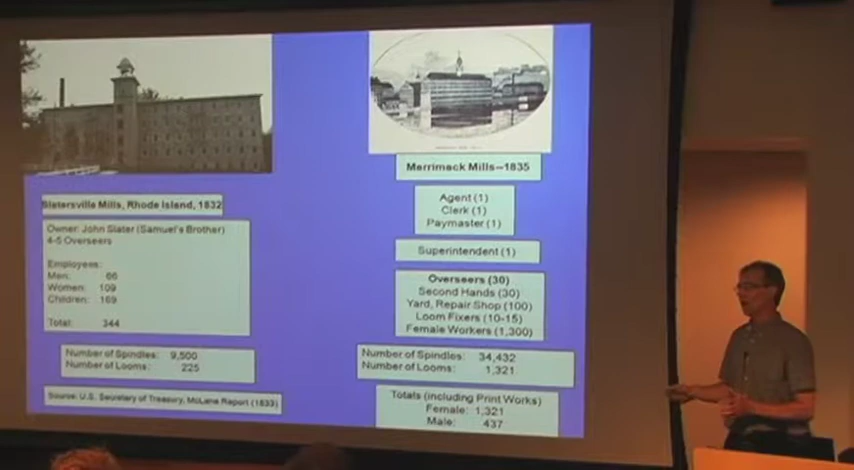 Slatersville Mills, Rhode Island, 1832
Owner: John Slater (Samuel's Brother)
4-5 Overseers
Employees:
Men: 66
Women: 109
Children: 169
Total: 344
Number of Spindles: 9,500
Number of Looms: 225
Source: U.S. Secretary of Treasury, McLane Report (1833)
Merrimack Mills--1835
Agent (1)
Clerk (1)
Paymaster (1)
Superintendent (1)
Overseers (30)
Second Hands (30)
Yard, Repair Shop (100)
Loom Fixers (10-15)
Female Workers (1,300)
Number of Spindles: 34,432
Number of Looms: 1,321
Totals (including Print Works)
Female: 1,321
Male: 437